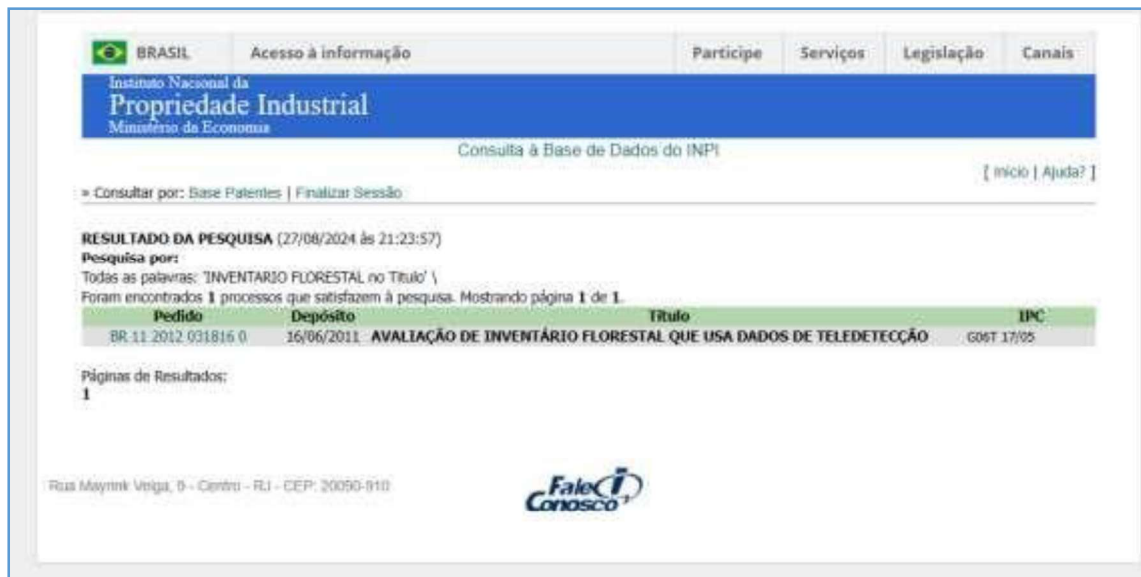 BRASIL Acesso à informação Participe Serviços Legislação Canais
Instituto Nacional da
Propriedade Industrial
Ministério da Economia
Consulta à Base de Dados do INPI
[ Início | Ajuda? ]
» Consultar por: Base Patentes | Finalizar Sessão
RESULTADO DA PESQUISA (27/08/2024 às 21:23:57)
Pesquisa por:
Todas as palavras: 'INVENTARIO FLORESTAL no Titulo' \
Foram encontrados 1 processos que satisfazem à pesquisa. Mostrando página 1 de 1.
Pedido Depósito Título IPC
BR 11 2012 031816 0 16/06/2011 AVALIAÇÃO DE INVENTÁRIO FLORESTAL QUE USA DADOS DE TELEDETECÇÃO G06T 17/05
Páginas de Resultados:
1
Rua Mayrink Veiga, 9 - Centro - RJ - CEP: 20090-910
Fale
Conosco